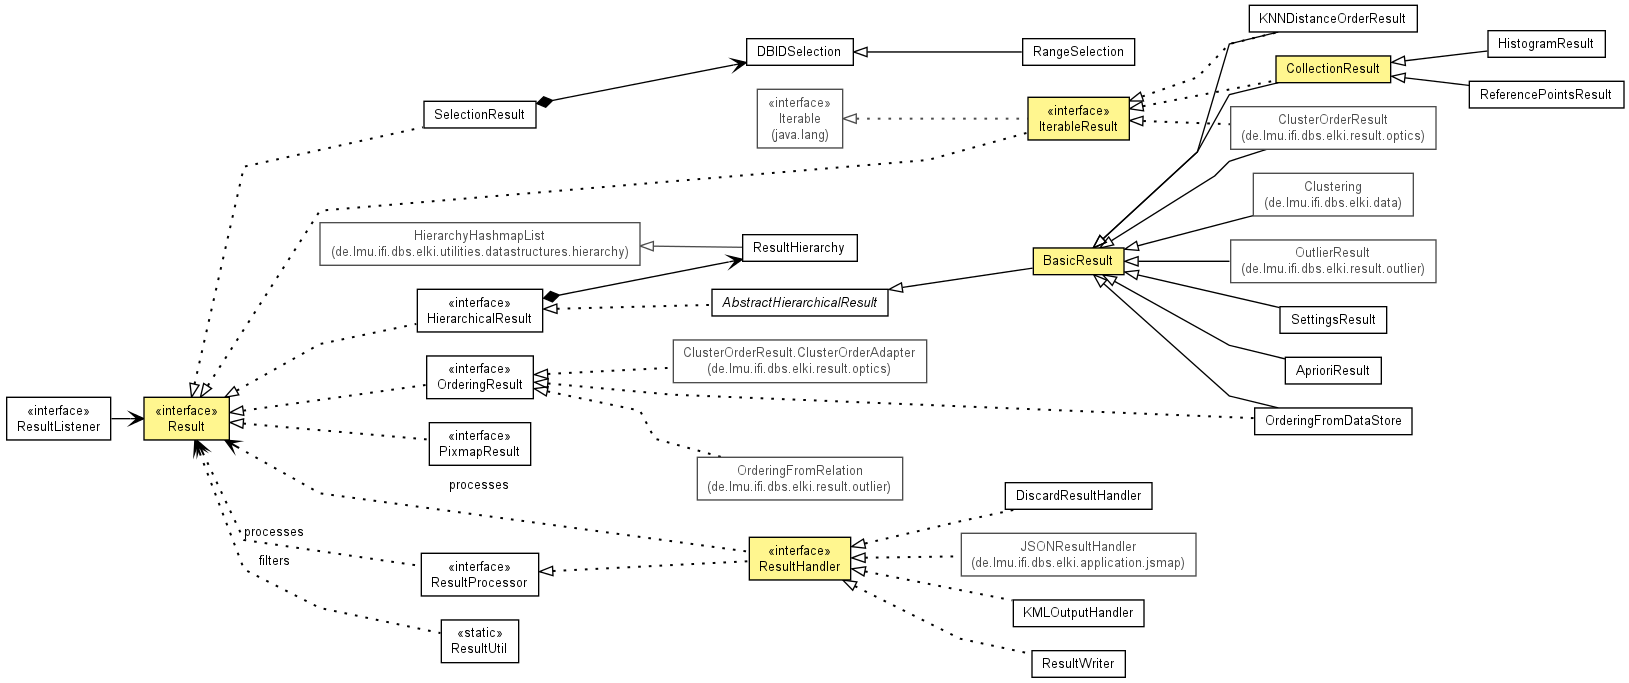 KNNDistanceOrderResult
HistogramResult
DBIDSelection
RangeSelection
CollectionResult
ReferencePointsResult
«interface»
Iterable
(java.lang)
SelectionResult
«interface»
IterableResult
ClusterOrderResult
(de.lmu.ifi.dbs.elki.result.optics)
Clustering
(de.lmu.ifi.dbs.elki.data)
HierarchyHashmapList
(de.lmu.ifi.dbs.elki.utilities.datastructures.hierarchy)
ResultHierarchy
BasicResult
OutlierResult
(de.lmu.ifi.dbs.elki.result.outlier)
«interface»
HierarchicalResult
AbstractHierarchicalResult
SettingsResult
«interface»
OrderingResult
ClusterOrderResult.ClusterOrderAdapter
(de.lmu.ifi.dbs.elki.result.optics)
AprioriResult
«interface»
ResultListener
«interface»
Result
OrderingFromDataStore
«interface»
PixmapResult
OrderingFromRelation
(de.lmu.ifi.dbs.elki.result.outlier)
processes
DiscardResultHandler
processes
filters
«interface»
ResultHandler
JSONResultHandler
(de.lmu.ifi.dbs.elki.application.jsmap)
«interface»
ResultProcessor
KMLOutputHandler
«static»
ResultUtil
ResultWriter